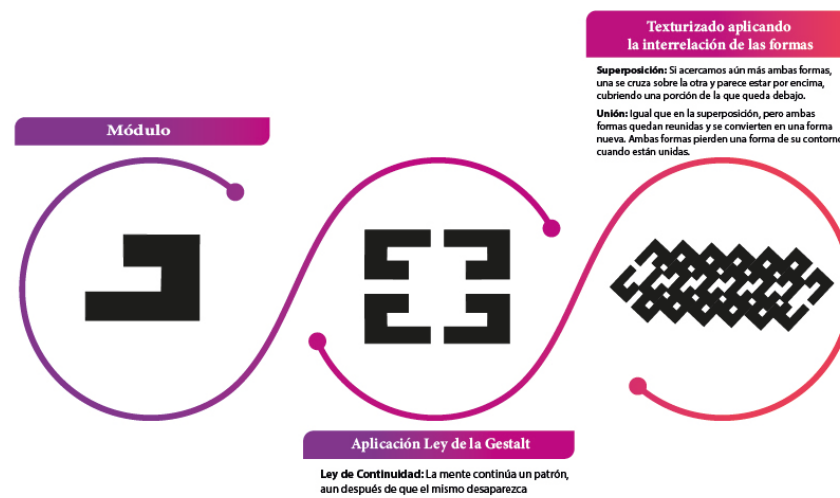 Módulo
Aplicación Ley de la Gestalt
Ley de Continuidad: La mente continúa un patrón,
aun después de que el mismo desaparezca
Texturizado aplicando
la interrelación de las formas
Superposición: Si acercamos aún más ambas formas,
una se cruza sobre la otra y parece estar por encima,
cubriendo una porción de la que queda debajo.
Unión: Igual que en la superposición, pero ambas
formas quedan reunidas y se convierten en una forma
nueva. Ambas formas pierden una forma de su contorno
cuando están unidas.